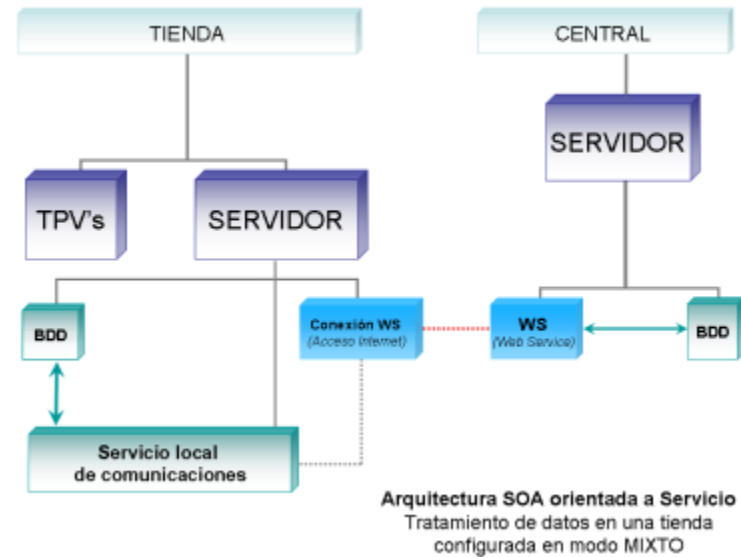 TIENDA
CENTRAL
SERVIDOR
TPV's
SERVIDOR
BDD
Conexión WS
(Acceso Internet)
WS
(Web Service)
BDD
Servicio local
de comunicaciones
Arquitectura SOA orientada a Servicio
Tratamiento de datos en una tienda
configurada en modo MIXTO